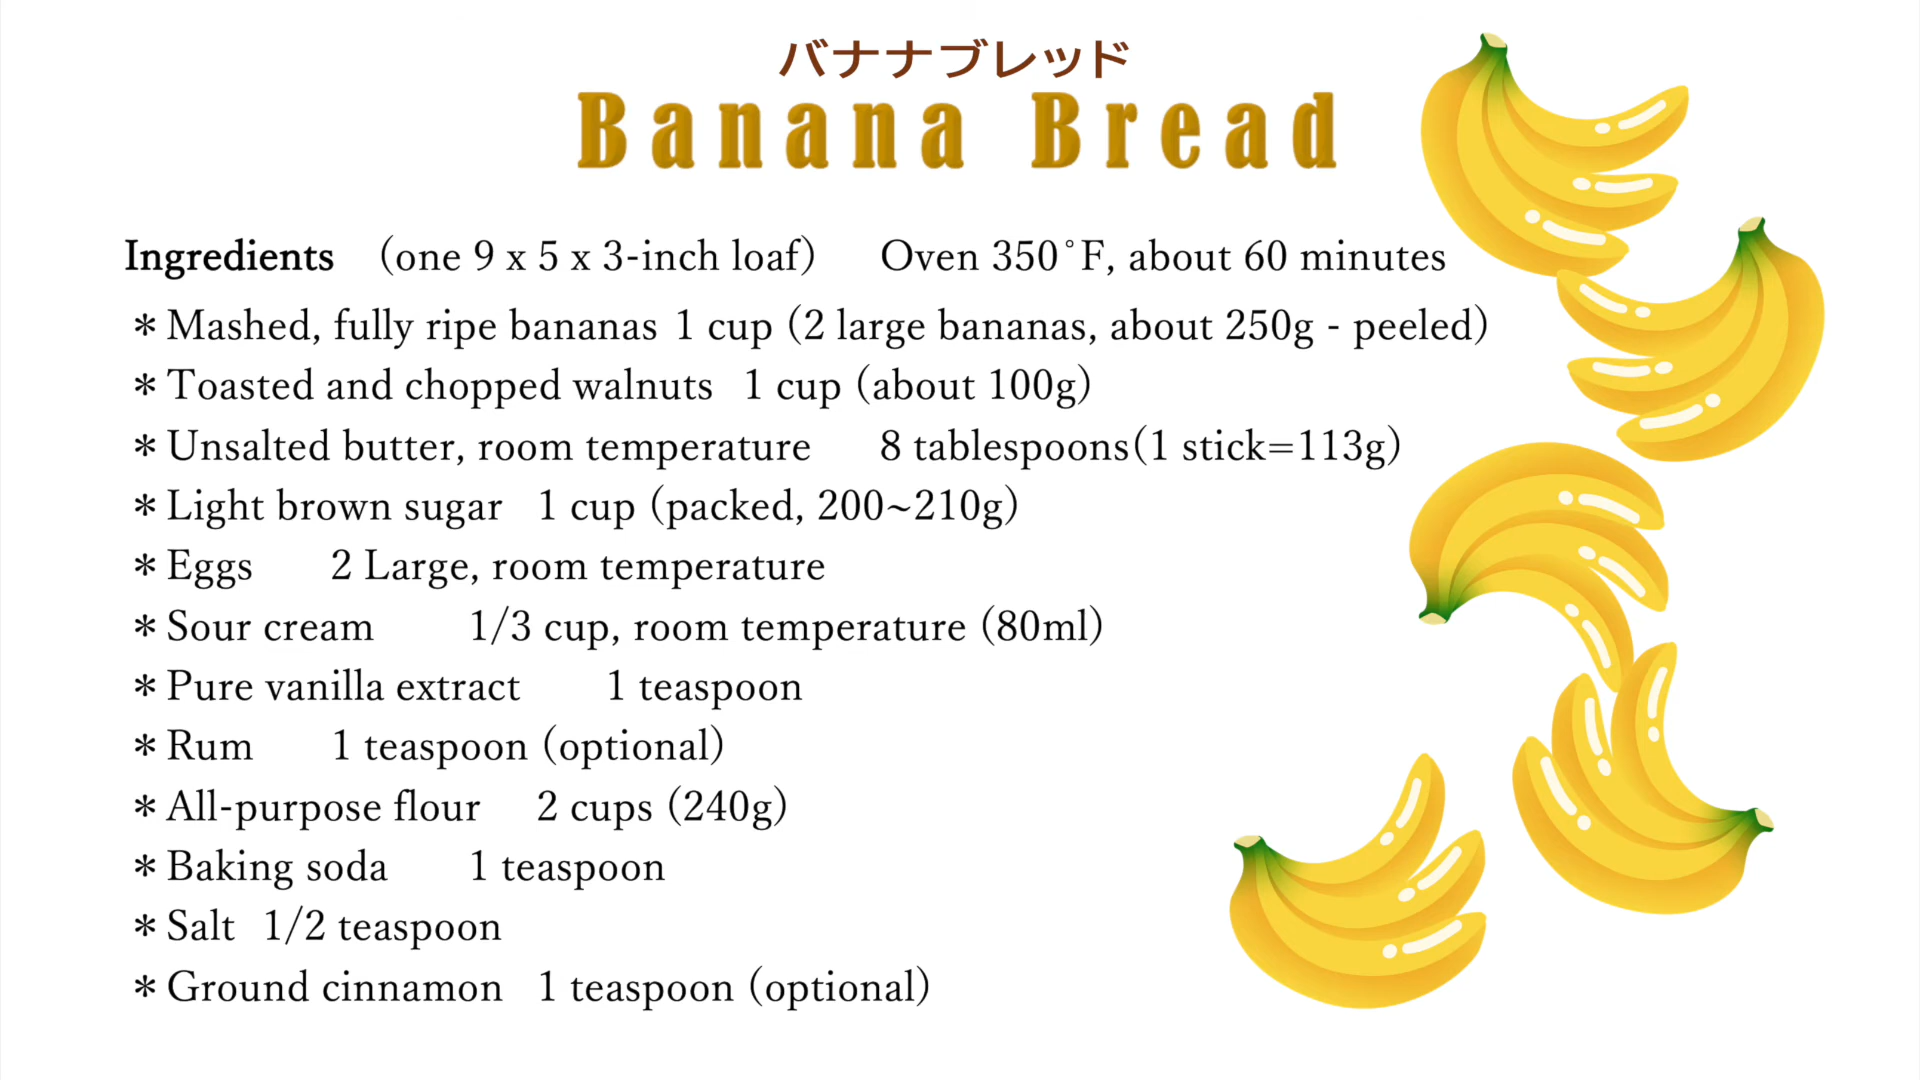 バナナブレッド
Banana Bread
Ingredients (one 9 x 5 x 3-inch loaf) Oven 350°F, about 60 minutes
* Mashed, fully ripe bananas 1 cup (2 large bananas, about 250g - peeled)
* Toasted and chopped walnuts 1 cup (about 100g)
* Unsalted butter, room temperature 8 tablespoons(1 stick=113g)
* Light brown sugar 1 cup (packed, 200~210g)
* Eggs 2 Large, room temperature
* Sour cream 1/3 cup, room temperature (80ml)
* Pure vanilla extract 1 teaspoon
* Rum 1 teaspoon (optional)
* All-purpose flour 2 cups (240g)
* Baking soda 1 teaspoon
* Salt 1/2 teaspoon
* Ground cinnamon 1 teaspoon (optional)